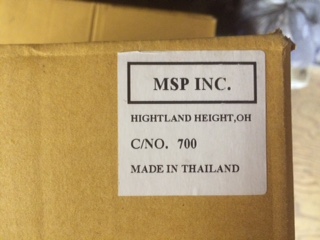 MSP INC.
HIGHTLAND HEIGHT,OH
C/NO. 700
MADE IN THAILAND